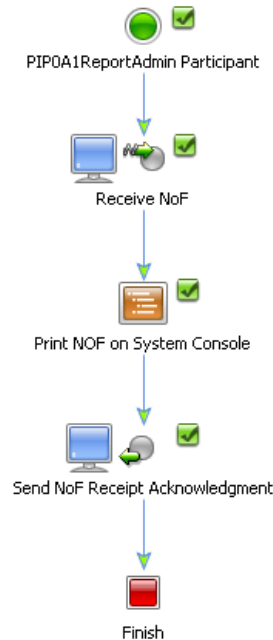 PIP0A1ReportAdmin Participant
Receive NoF
Print NOF on System Console
Send NoF Receipt Acknowledgment
Finish